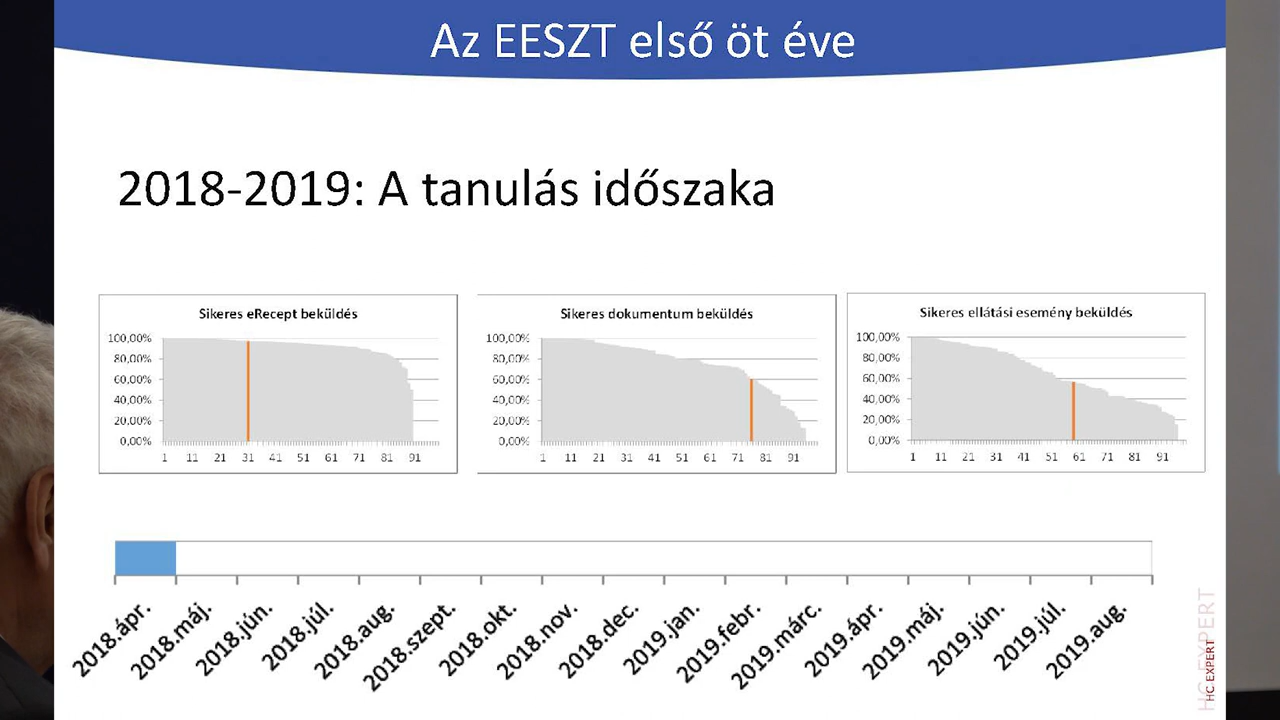 Az EESZT első öt éve
2018-2019: A tanulás időszaka
Sikeres eRecept beküldés
100,00%
80,00%
60,00%
40,00%
20,00%
0,00%
1 11 21 31 41 51 61 71 81 91
Sikeres dokumentum beküldés
100,00%
80,00%
60,00%
40,00%
20,00%
0,00%
1 11 21 31 41 51 61 71 81 91
Sikeres ellátási esemény beküldés
100,00%
80,00%
60,00%
40,00%
20,00%
0,00%
1 11 21 31 41 51 61 71 81 91
2018.ápr.
2018.máj.
2018.jún.
2018.júl.
2018.aug.
2018.szept.
2018.okt.
2018.nov.
2018.dec.
2019.jan.
2019.febr.
2019.márc.
2019.ápr.
2019.máj.
2019.jún.
2019.júl.
2019.aug.
HC.EXPERT
HC.EXPERT